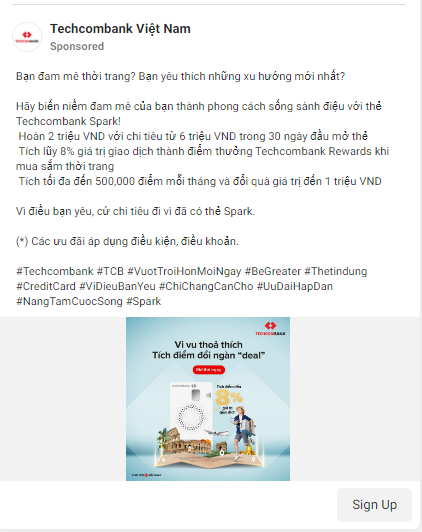 Techcombank Việt Nam
Sponsored
Bạn đam mê thời trang? Bạn yêu thích những xu hướng mới nhất?
Hãy biến niềm đam mê của bạn thành phong cách sống sành điệu với thẻ
Techcombank Spark!
Hoàn 2 triệu VND với chi tiêu từ 6 triệu VND trong 30 ngày đầu mở thẻ
Tích lũy 8% giá trị giao dịch thành điểm thưởng Techcombank Rewards khi
mua sắm thời trang
Tích tối đa đến 500,000 điểm mỗi tháng và đổi quà giá trị đến 1 triệu VND
Vì điều bạn yêu, cứ chi tiêu đi vì đã có thẻ Spark.
(*) Các ưu đãi áp dụng điều kiện, điều khoản.
#Techcombank #TCB #VuotTroiHonMoiNgay #BeGreater #Thetindung
#CreditCard #ViDieuBanYeu #ChiChangCanCho #UuDaiHapDan
#NangTamCuocSong #Spark
TECHCOMBANK
Vi vu thoả thích
Tích điểm đổi ngàn “deal”
Mở thẻ ngay
Tích điểm đến
8%
giá trị
Sign Up